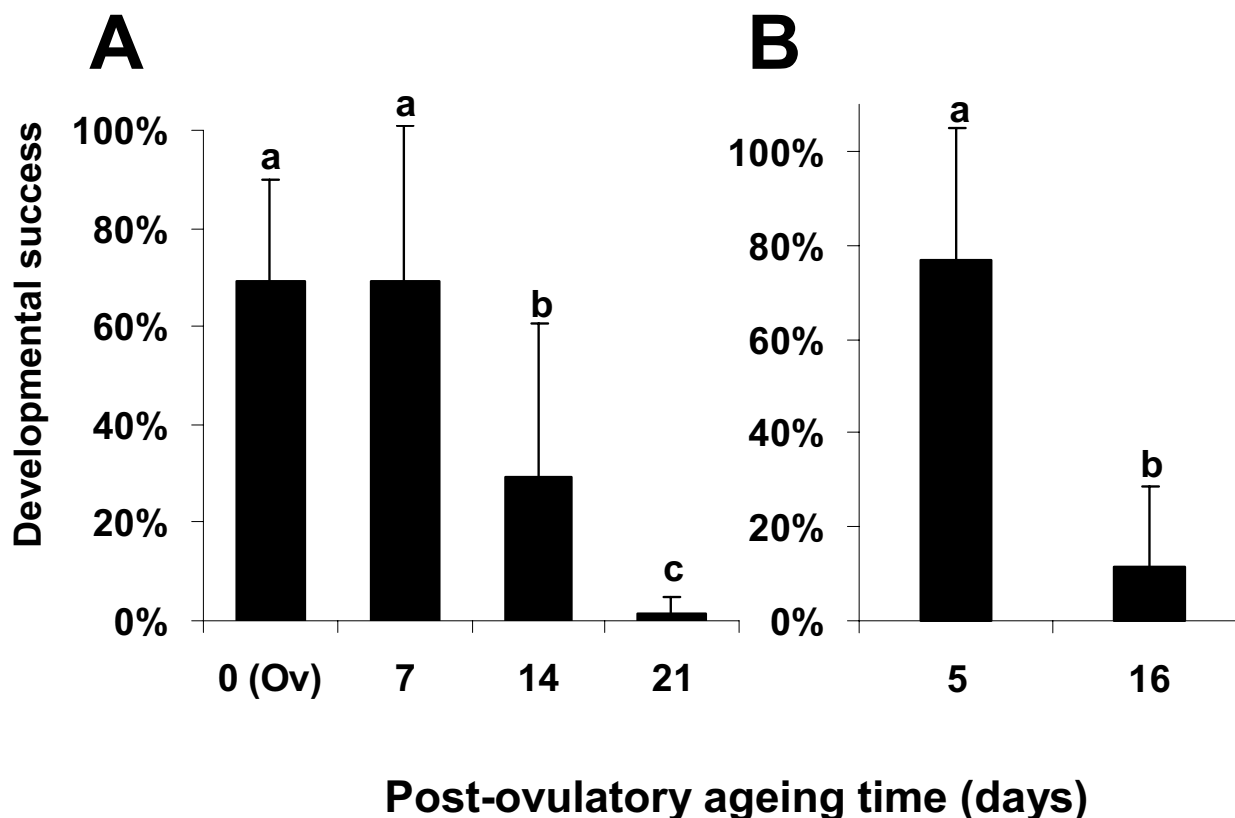 A
B
Developmental success
100%
80%
60%
40%
20%
0%
a
a
b
c
0 (Ov) 7 14 21
100%
80%
60%
40%
20%
0%
a
b
5 16
Post-ovulatory ageing time (days)